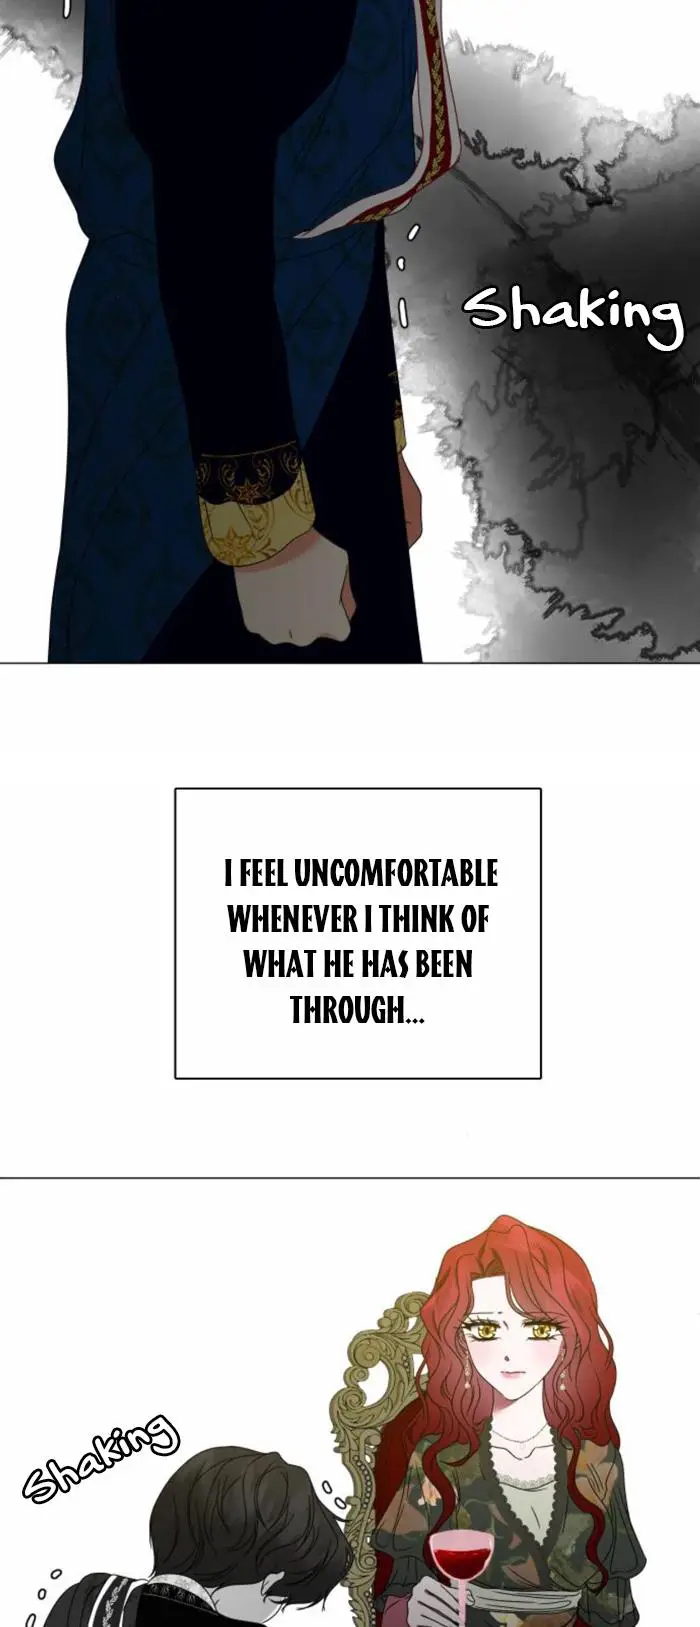 Shaking
I FEEL UNCOMFORTABLE
WHENEVER I THINK OF
WHAT HE HAS BEEN
THROUGH...
Shaking